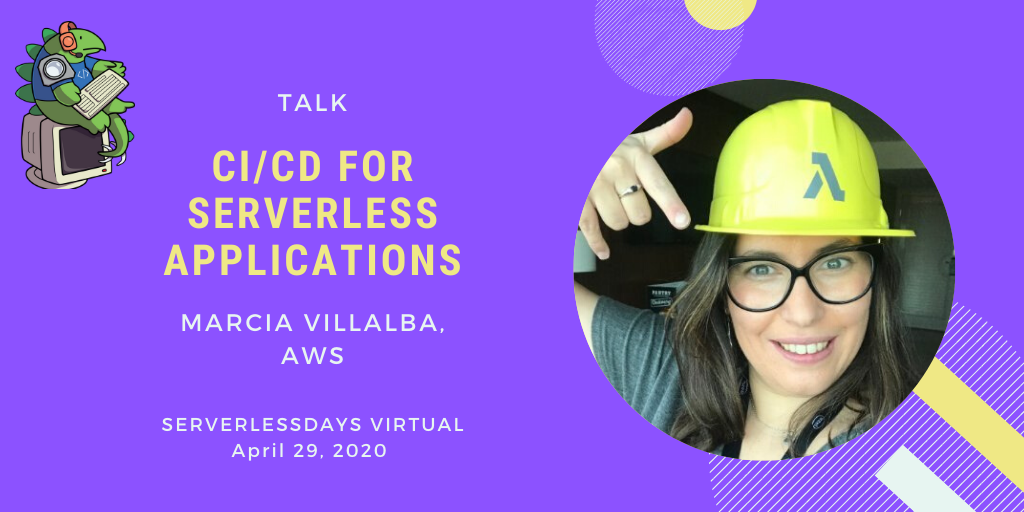 TALK
CI/CD FOR
SERVERLESS
APPLICATIONS
MARCIA VILLALBA,
AWS
SERVERLESSDAYS VIRTUAL
April 29, 2020